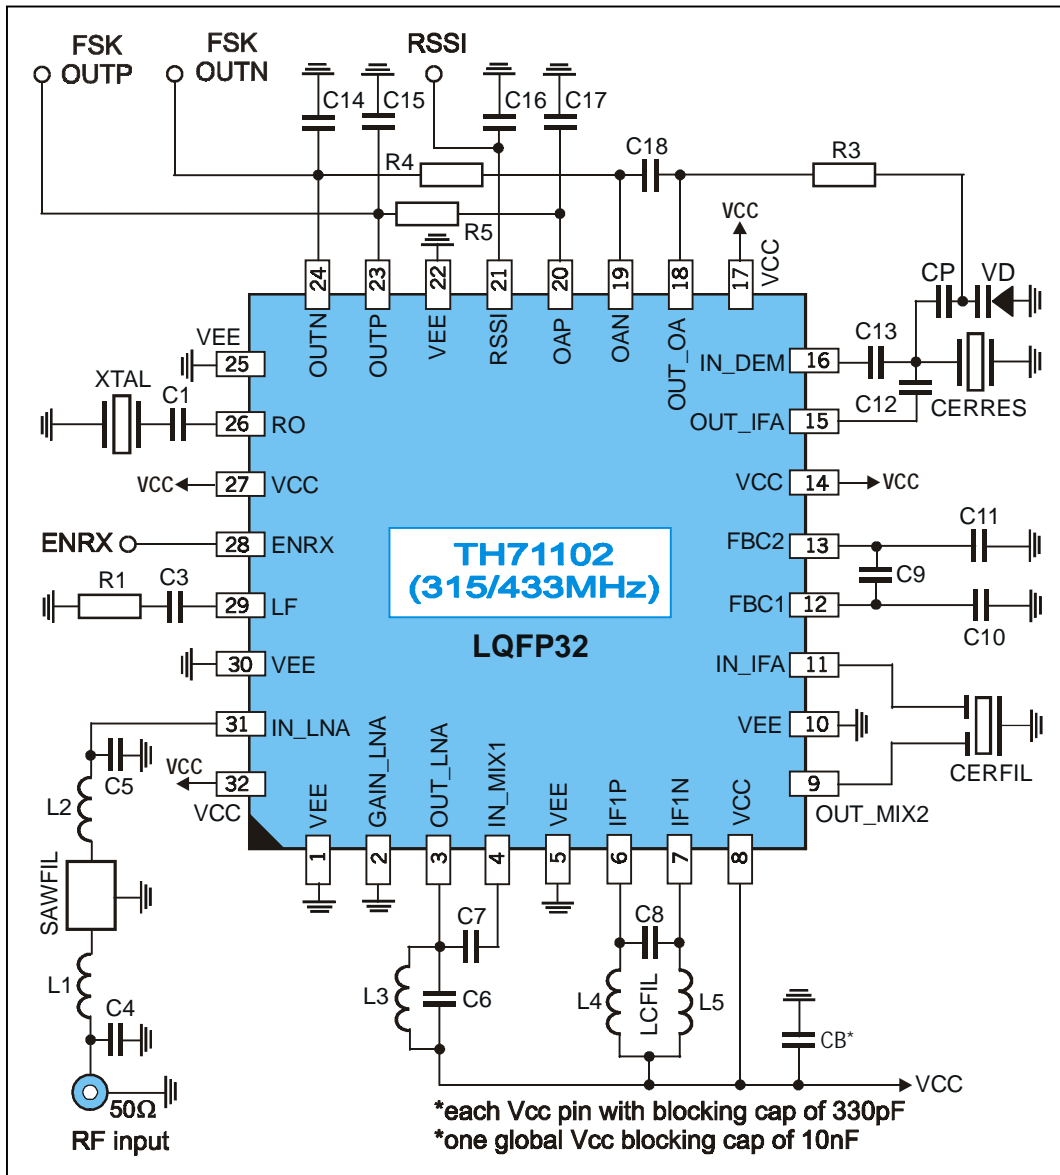 FSK
OUTP
FSK
OUTN
RSSI
C14
C15
C16
C17
R4
C18
R3
R5
VCC
VCC
24
23
22
21
20
19
18
17
OUTN
OUTP
VEE
RSSI
OAP
OAN
OUT_OA
CP
VD
VEE
25
XTAL
C1
26
RO
VCC
27
VCC
ENRX
28
ENRX
R1
C3
29
LF
30
VEE
31
IN_LNA
C5
VCC
32
VCC
L2
SAWFIL
L1
C4
50Ω
RF input
IN_DEM
16
C13
C12
CERRES
OUT_IFA
15
VCC
14
VCC
FBC2
13
C11
C9
FBC1
12
C10
IN_IFA
11
VEE
10
9
CERFIL
OUT_MIX2
TH71102
(315/433MHz)
LQFP32
VEE
GAIN_LNA
OUT_LNA
IN_MIX1
VEE
IF1P
IF1N
VCC
1
2
3
4
5
6
7
8
C7
C8
L3
C6
L4
LCFIL
L5
CB*
VCC
*each Vcc pin with blocking cap of 330pF
*one global Vcc blocking cap of 10nF